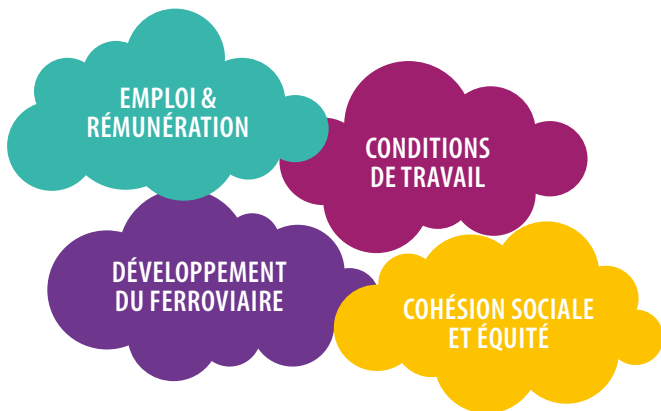 EMPLOI &
RÉMUNÉRATION
CONDITIONS
DE TRAVAIL
DÉVELOPPEMENT
DU FERROVIAIRE
COHÉSION SOCIALE
ET ÉQUITÉ